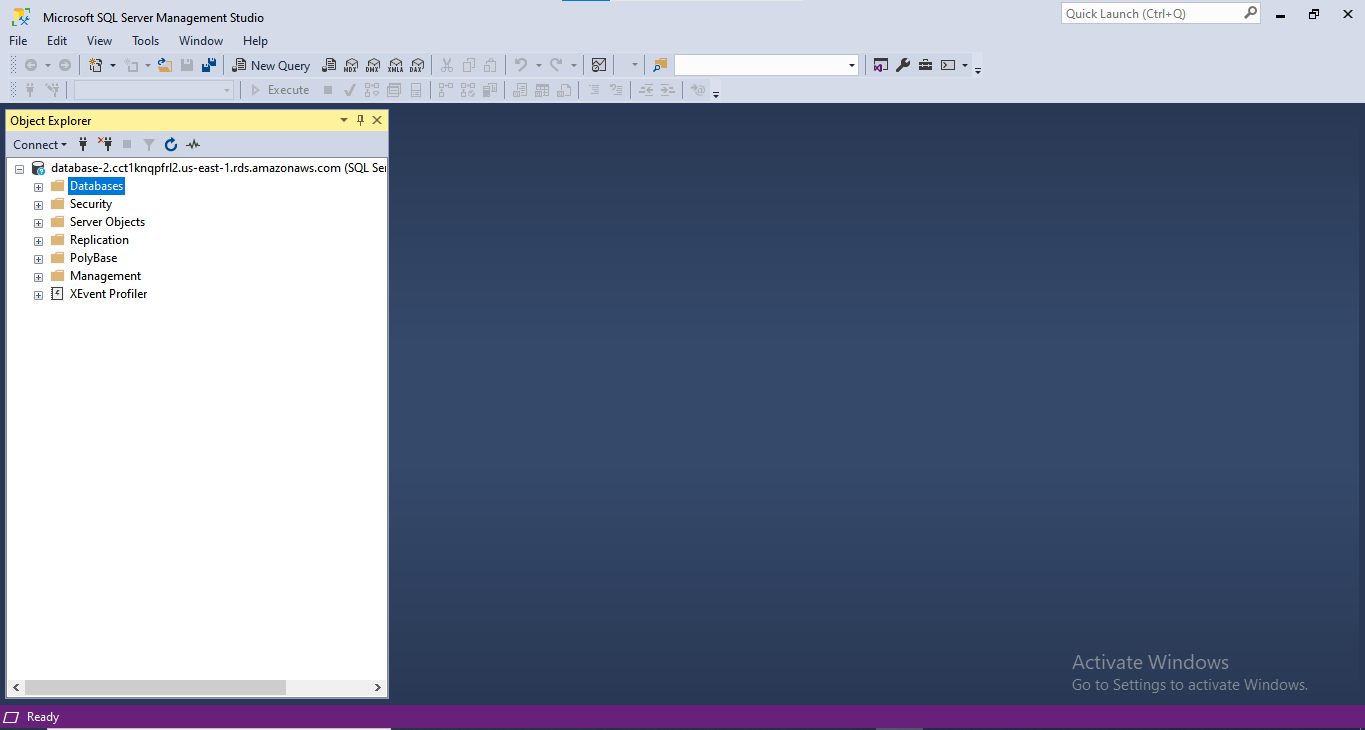 Microsoft SQL Server Management Studio
Quick Launch (Ctrl+Q)
File Edit View Tools Window Help
New Query MDX DMX XMLA DAX
Execute
Object Explorer
Connect
database-2.cct1knqpfrl2.us-east-1.rds.amazonaws.com (SQL Ser
Databases
Security
Server Objects
Replication
PolyBase
Management
XEvent Profiler
Activate Windows
Go to Settings to activate Windows.
Ready